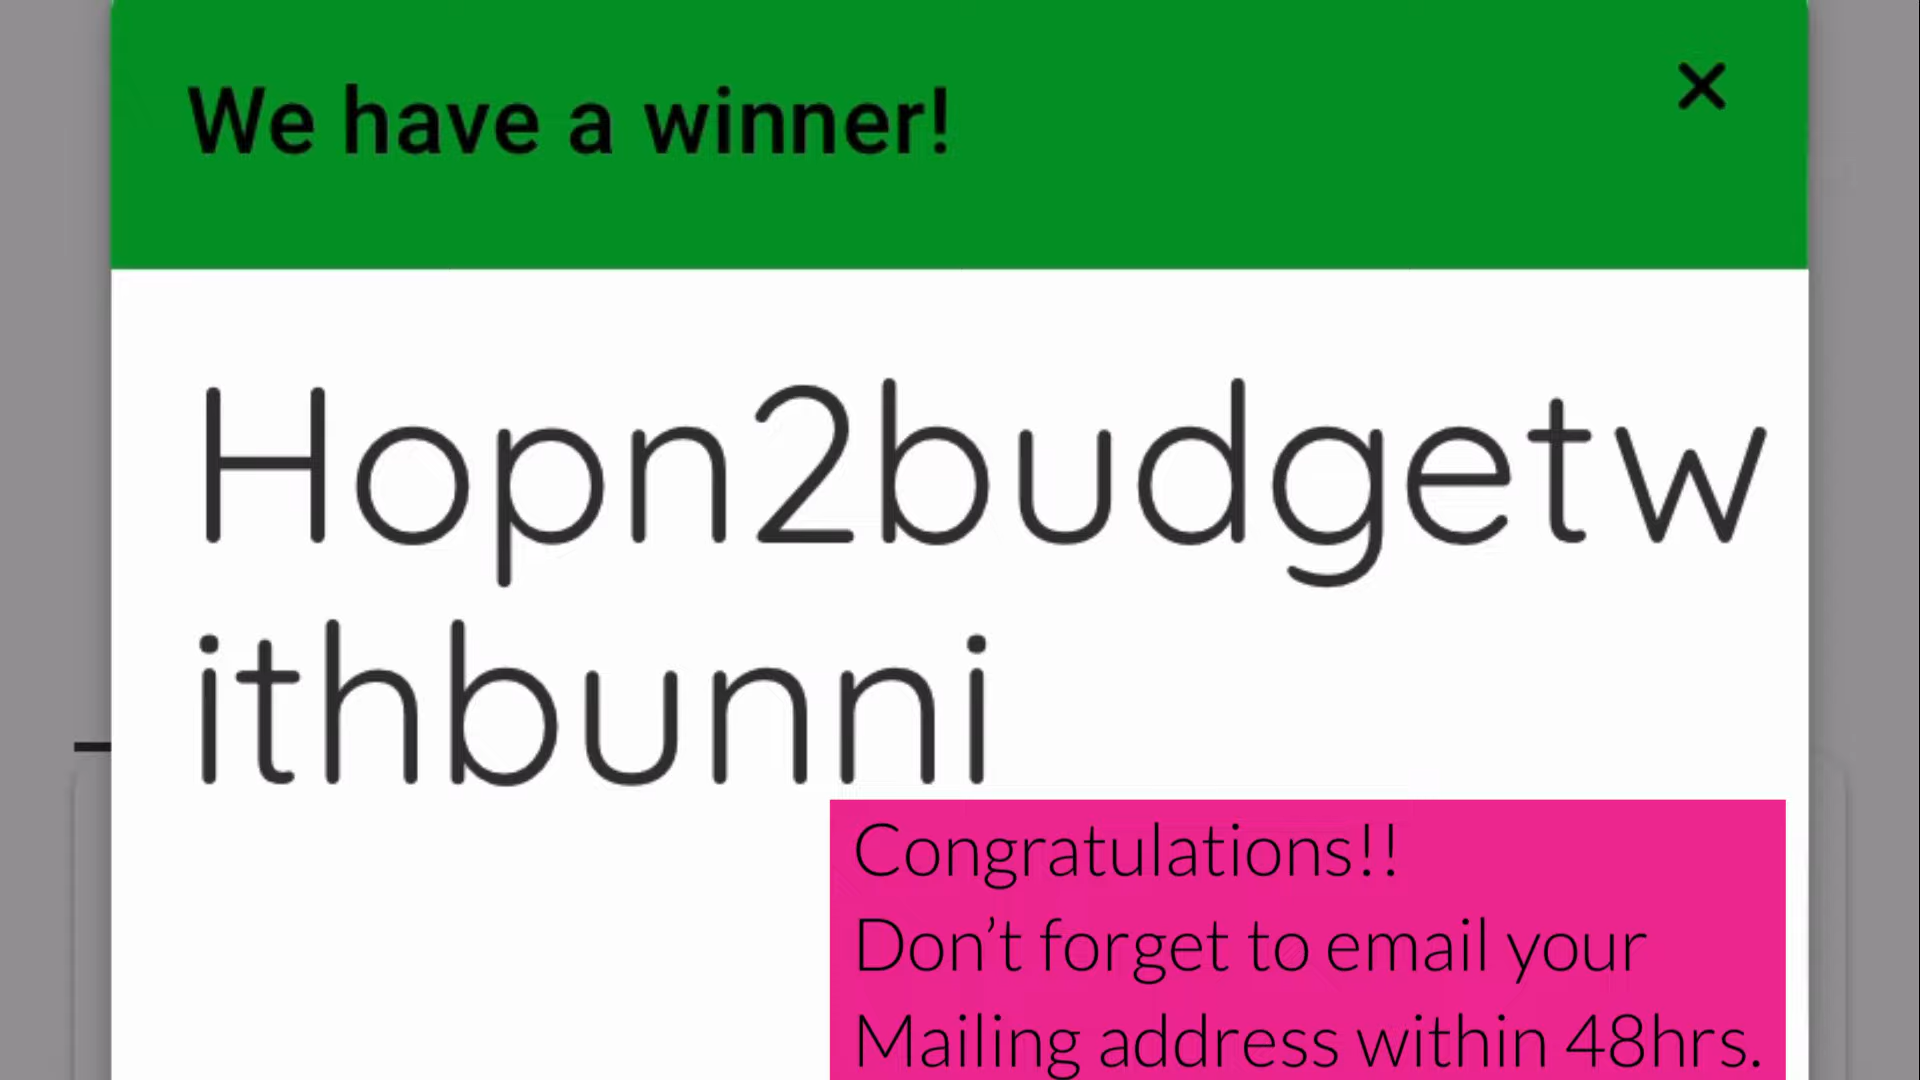 We have a winner!
Hopn2budgetw
ithbunni
Congratulations!!
Don’t forget to email your
Mailing address within 48hrs.